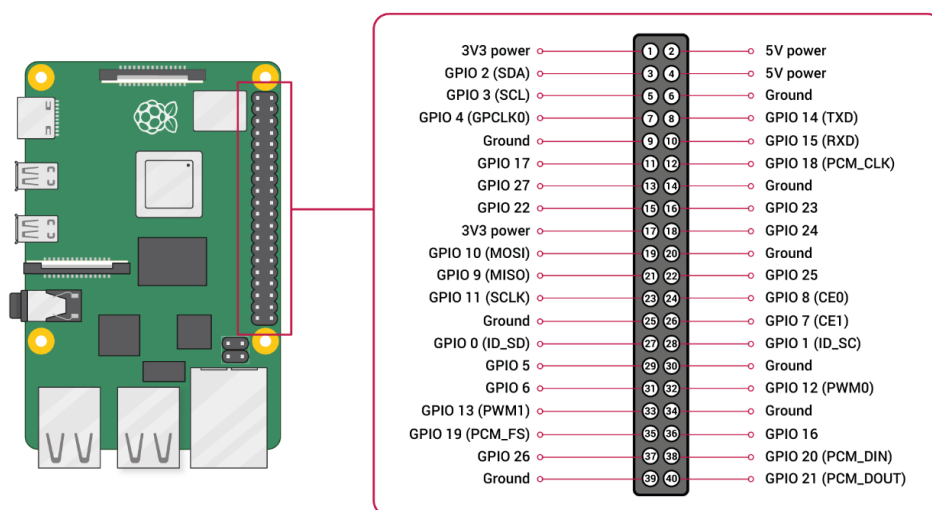 3V3 power 1 2 5V power
GPIO 2 (SDA) 3 4 5V power
GPIO 3 (SCL) 5 6 Ground
GPIO 4 (GPCLK0) 7 8 GPIO 14 (TXD)
Ground 9 10 GPIO 15 (RXD)
GPIO 17 11 12 GPIO 18 (PCM_CLK)
GPIO 27 13 14 Ground
GPIO 22 15 16 GPIO 23
3V3 power 17 18 GPIO 24
GPIO 10 (MOSI) 19 20 Ground
GPIO 9 (MISO) 21 22 GPIO 25
GPIO 11 (SCLK) 23 24 GPIO 8 (CE0)
Ground 25 26 GPIO 7 (CE1)
GPIO 0 (ID_SD) 27 28 GPIO 1 (ID_SC)
GPIO 5 29 30 Ground
GPIO 6 31 32 GPIO 12 (PWM0)
GPIO 13 (PWM1) 33 34 Ground
GPIO 19 (PCM_FS) 35 36 GPIO 16
GPIO 26 37 38 GPIO 20 (PCM_DIN)
Ground 39 40 GPIO 21 (PCM_DOUT)